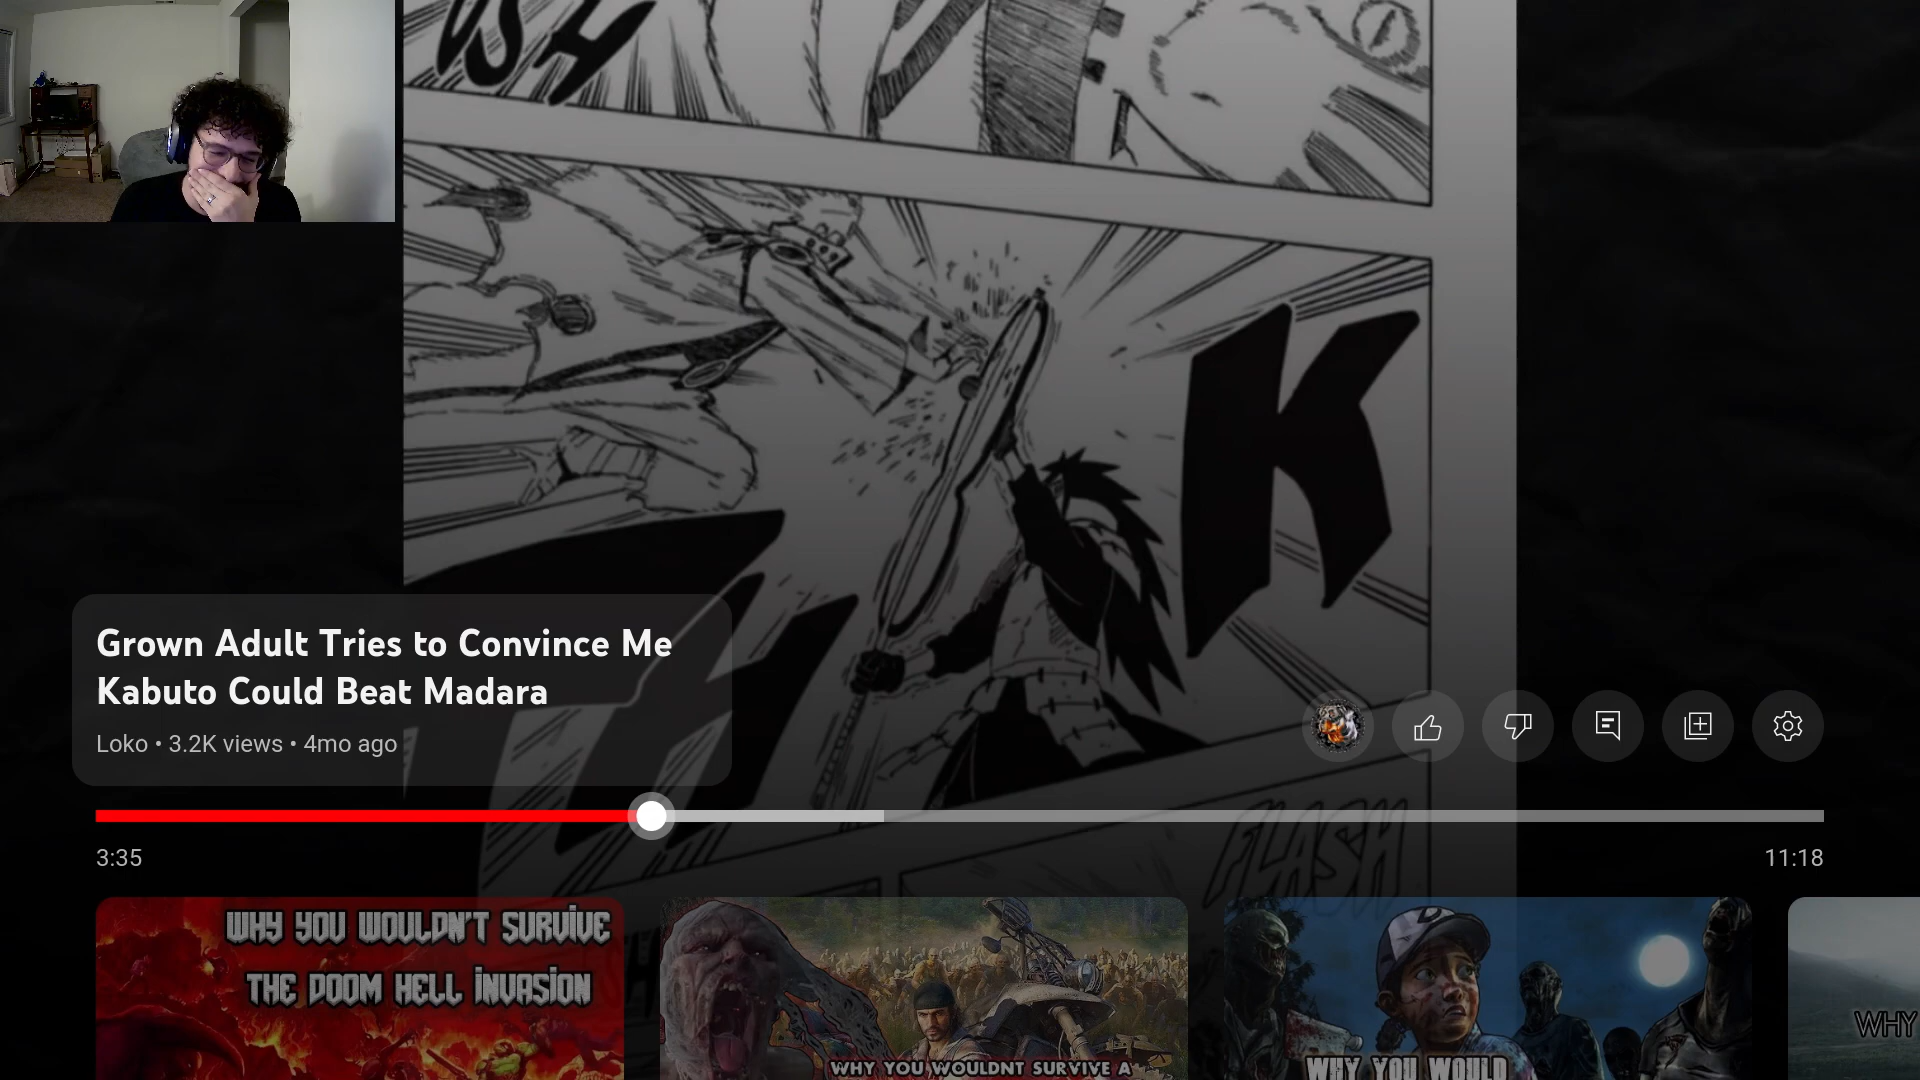 USH
K
Grown Adult Tries to Convince Me
Kabuto Could Beat Madara
Loko • 3.2K views • 4mo ago
FLASH
3:35
11:18
WHY YOU WOULDN'T SURVIVE
THE DOOM HELL INVASION
WHY YOU WOULDNT SURVIVE A
WHY YOU WOULD
WHY